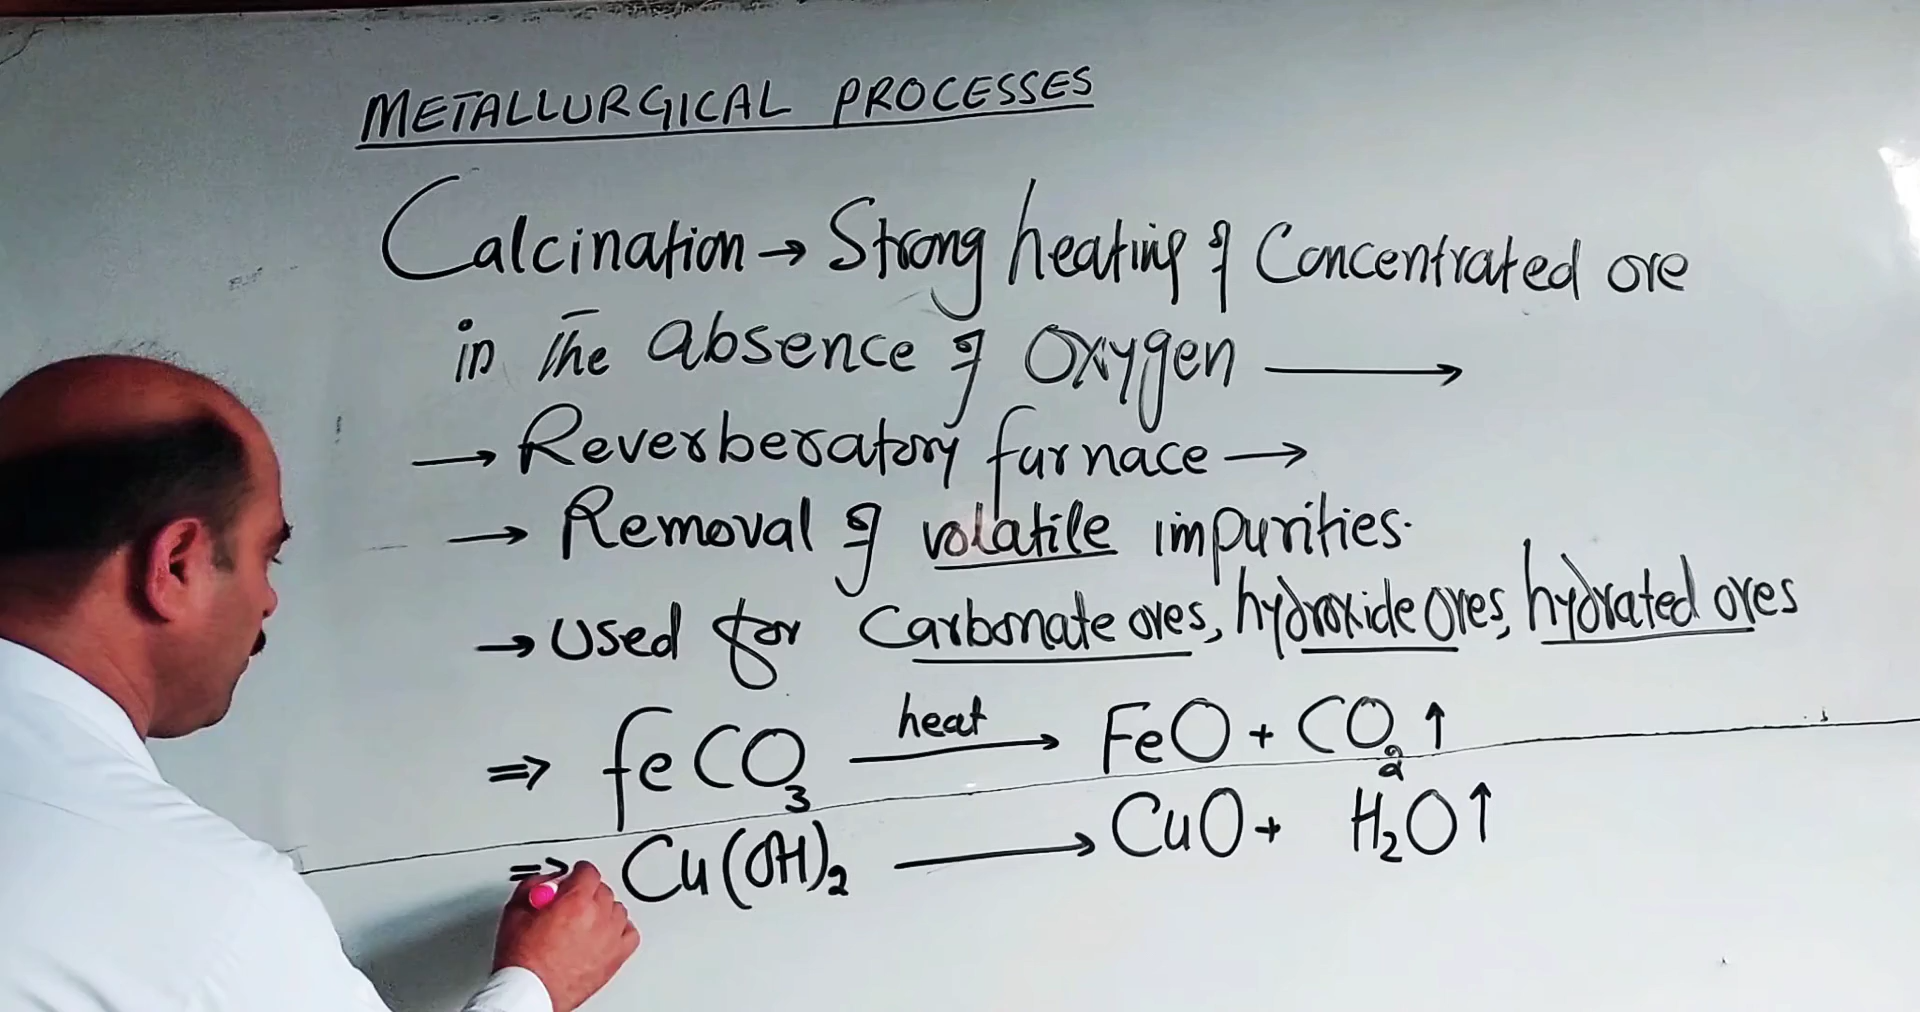 METALLURGICAL PROCESSES
Calcination → Strong heating of Concentrated ore
in the absence of Oxygen →
→ Reverberatory furnace →
→ Removal of volatile impurities.
→ Used for Carbonate ores, hydroxide ores, hydrated ores
⇒ FeCO₃ heat → FeO + CO₂ ↑
⇒ Cu(OH)₂ → CuO + H₂O ↑